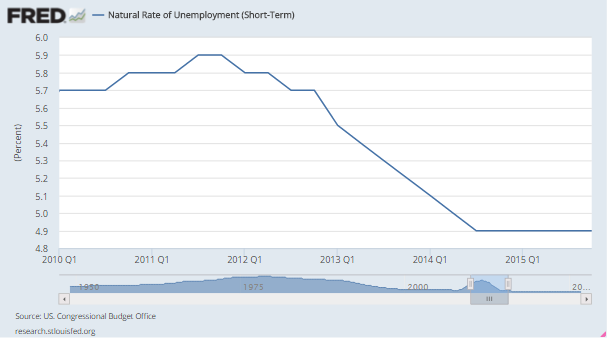 FRED Natural Rate of Unemployment (Short-Term)
6.0
5.9
5.8
5.7
5.6
5.5
5.4
5.3
5.2
5.1
5.0
4.9
4.8
(Percent)
2010 Q1 2011 Q1 2012 Q1 2013 Q1 2014 Q1 2015 Q1
1950 1975 2000 20...
Source: US. Congressional Budget Office
research.stlouisfed.org